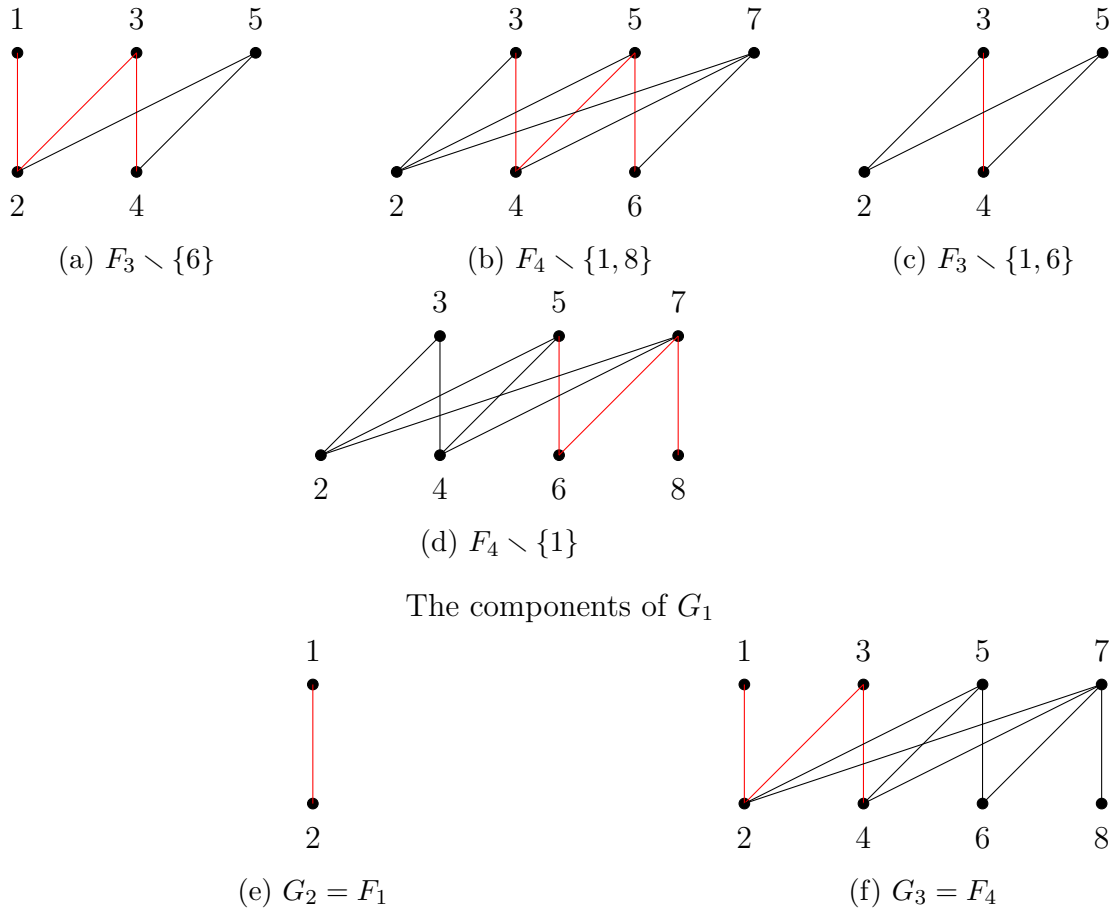 1 3 5 3 5 7 3 5
2 4 2 4 6 2 4
(a) F₃ ∖ {6} (b) F₄ ∖ {1, 8} (c) F₃ ∖ {1, 6}
3 5 7
2 4 6 8
(d) F₄ ∖ {1}
The components of G₁
1 1 3 5 7
2 2 4 6 8
(e) G₂ = F₁ (f) G₃ = F₄